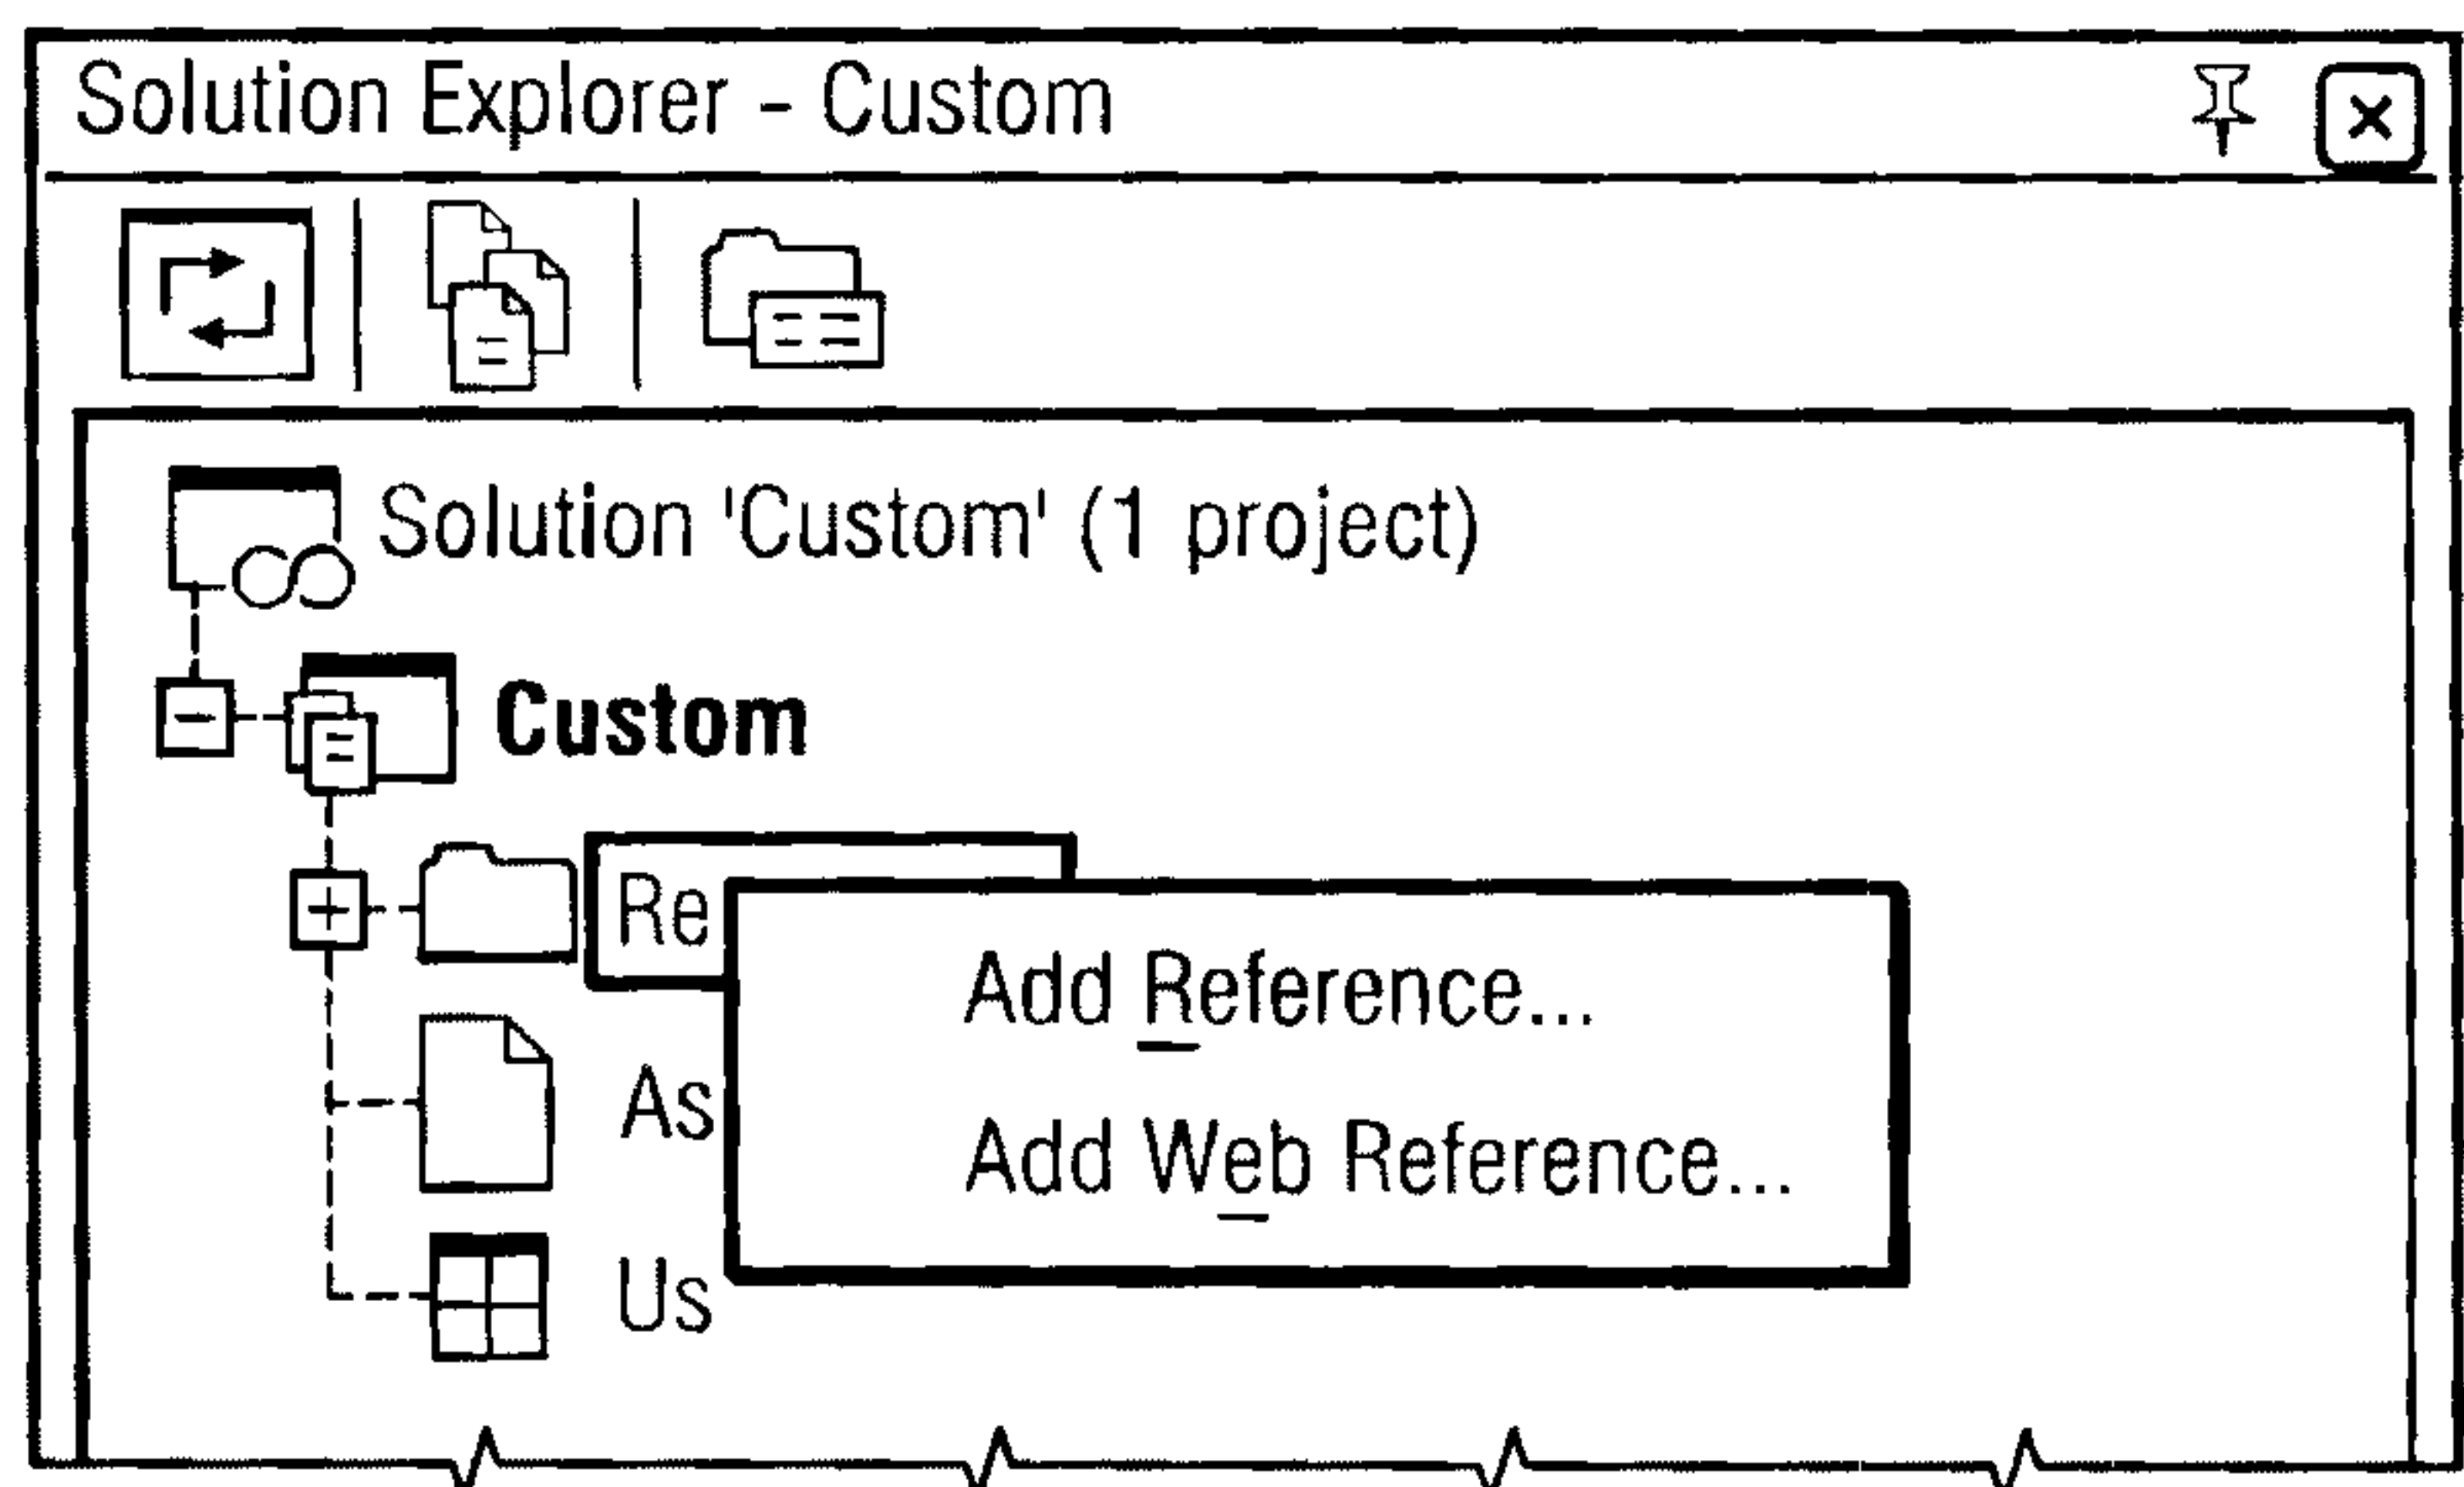 Solution Explorer - Custom
Solution 'Custom' (1 project)
Custom
Re
Add Reference...
As
Add Web Reference...
Us